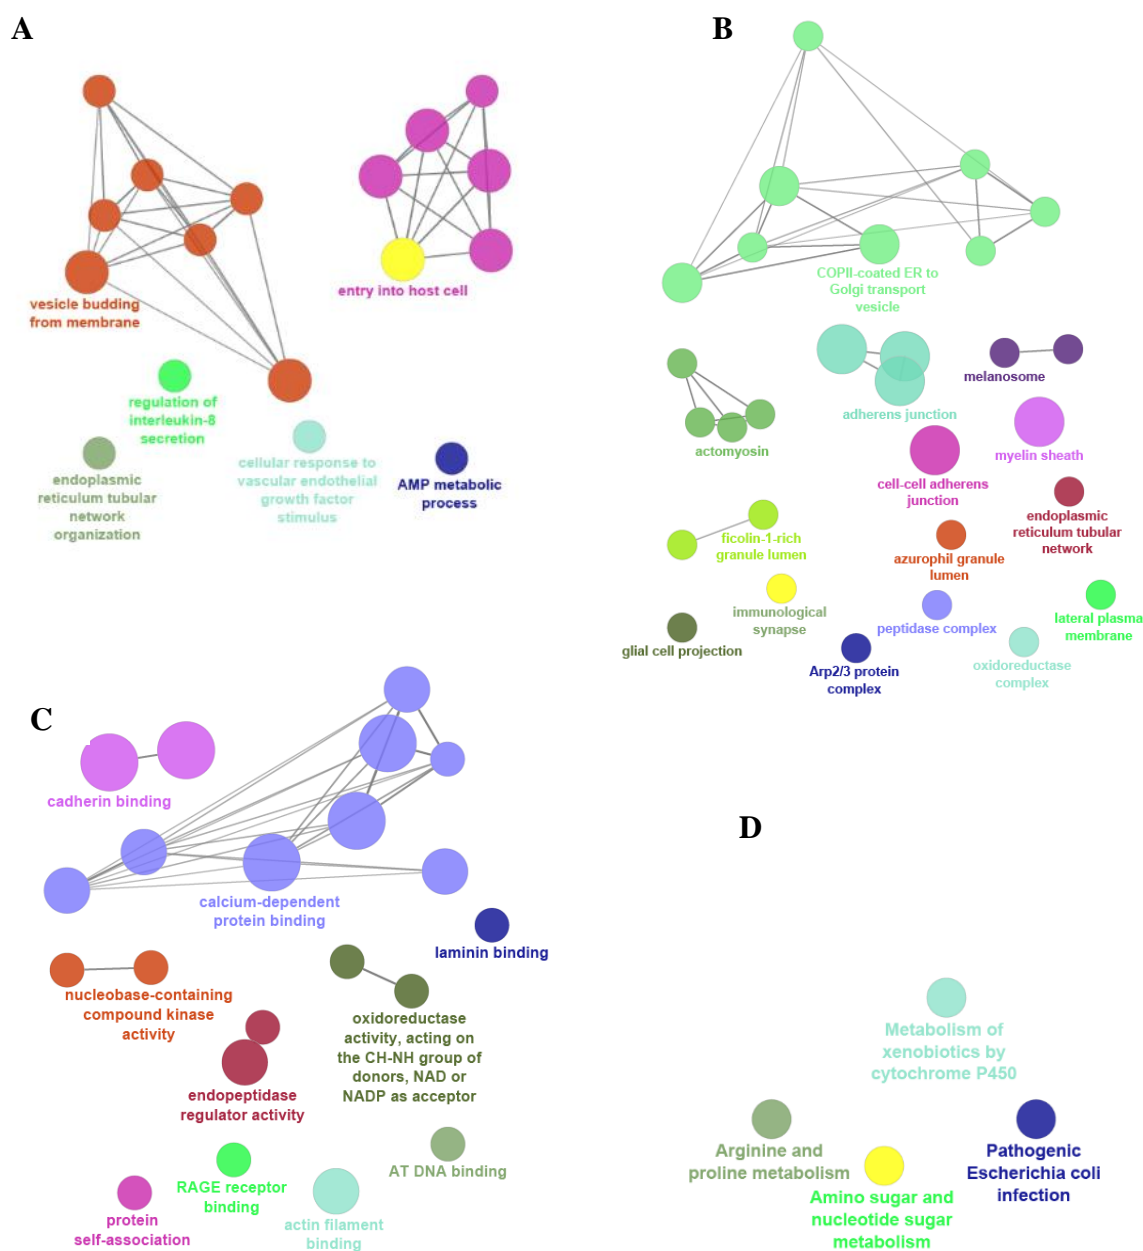 A
vesicle budding
from membrane
entry into host cell
regulation of
interleukin-8
secretion
endoplasmic
reticulum tubular
network
organization
cellular response to
vascular endothelial
growth factor
stimulus
AMP metabolic
process
B
COPII-coated ER to
Golgi transport
vesicle
adherens junction
melanosome
actomyosin
myelin sheath
cell-cell adherens
junction
endoplasmic
reticulum tubular
network
ficolin-1-rich
granule lumen
azurophil granule
lumen
immunological
synapse
peptidase complex
lateral plasma
membrane
glial cell projection
Arp2/3 protein
complex
oxidoreductase
complex
C
cadherin binding
calcium-dependent
protein binding
laminin binding
nucleobase-containing
compound kinase
activity
oxidoreductase
activity, acting on
the CH-NH group of
donors, NAD or
NADP as acceptor
endopeptidase
regulator activity
AT DNA binding
RAGE receptor
binding
protein
self-association
actin filament
binding
D
Metabolism of
xenobiotics by
cytochrome P450
Arginine and
proline metabolism
Pathogenic
Escherichia coli
infection
Amino sugar and
nucleotide sugar
metabolism